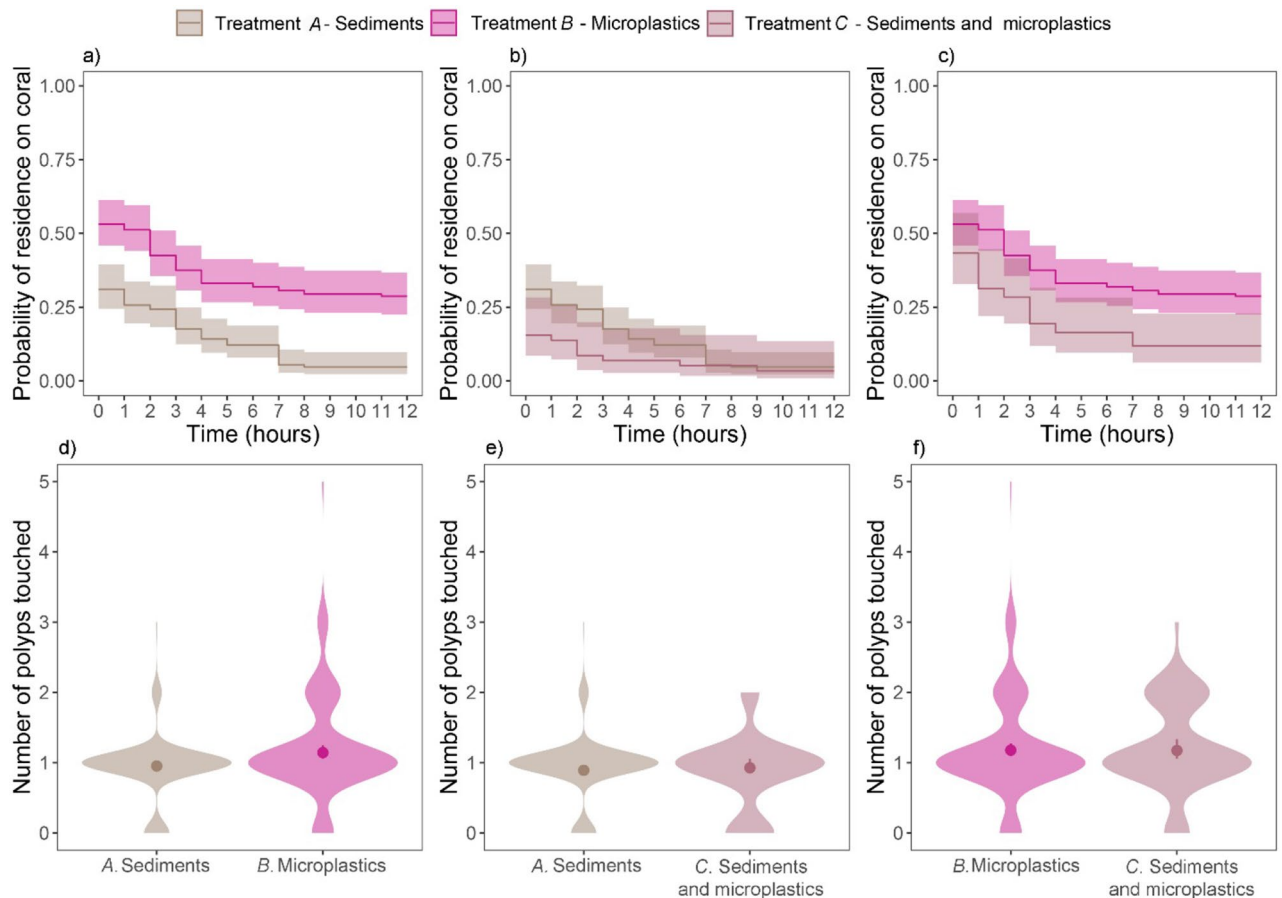 Treatment A - Sediments Treatment B - Microplastics Treatment C - Sediments and microplastics
a)
Probability of residence on coral
1.00
0.75
0.50
0.25
0.00
0 1 2 3 4 5 6 7 8 9 10 11 12
Time (hours)
b)
Probability of residence on coral
1.00
0.75
0.50
0.25
0.00
0 1 2 3 4 5 6 7 8 9 10 11 12
Time (hours)
c)
Probability of residence on coral
1.00
0.75
0.50
0.25
0.00
0 1 2 3 4 5 6 7 8 9 10 11 12
Time (hours)
d)
Number of polyps touched
5
4
3
2
1
0
A. Sediments B. Microplastics
e)
Number of polyps touched
5
4
3
2
1
0
A. Sediments C. Sediments
and microplastics
f)
Number of polyps touched
5
4
3
2
1
0
B. Microplastics C. Sediments
and microplastics